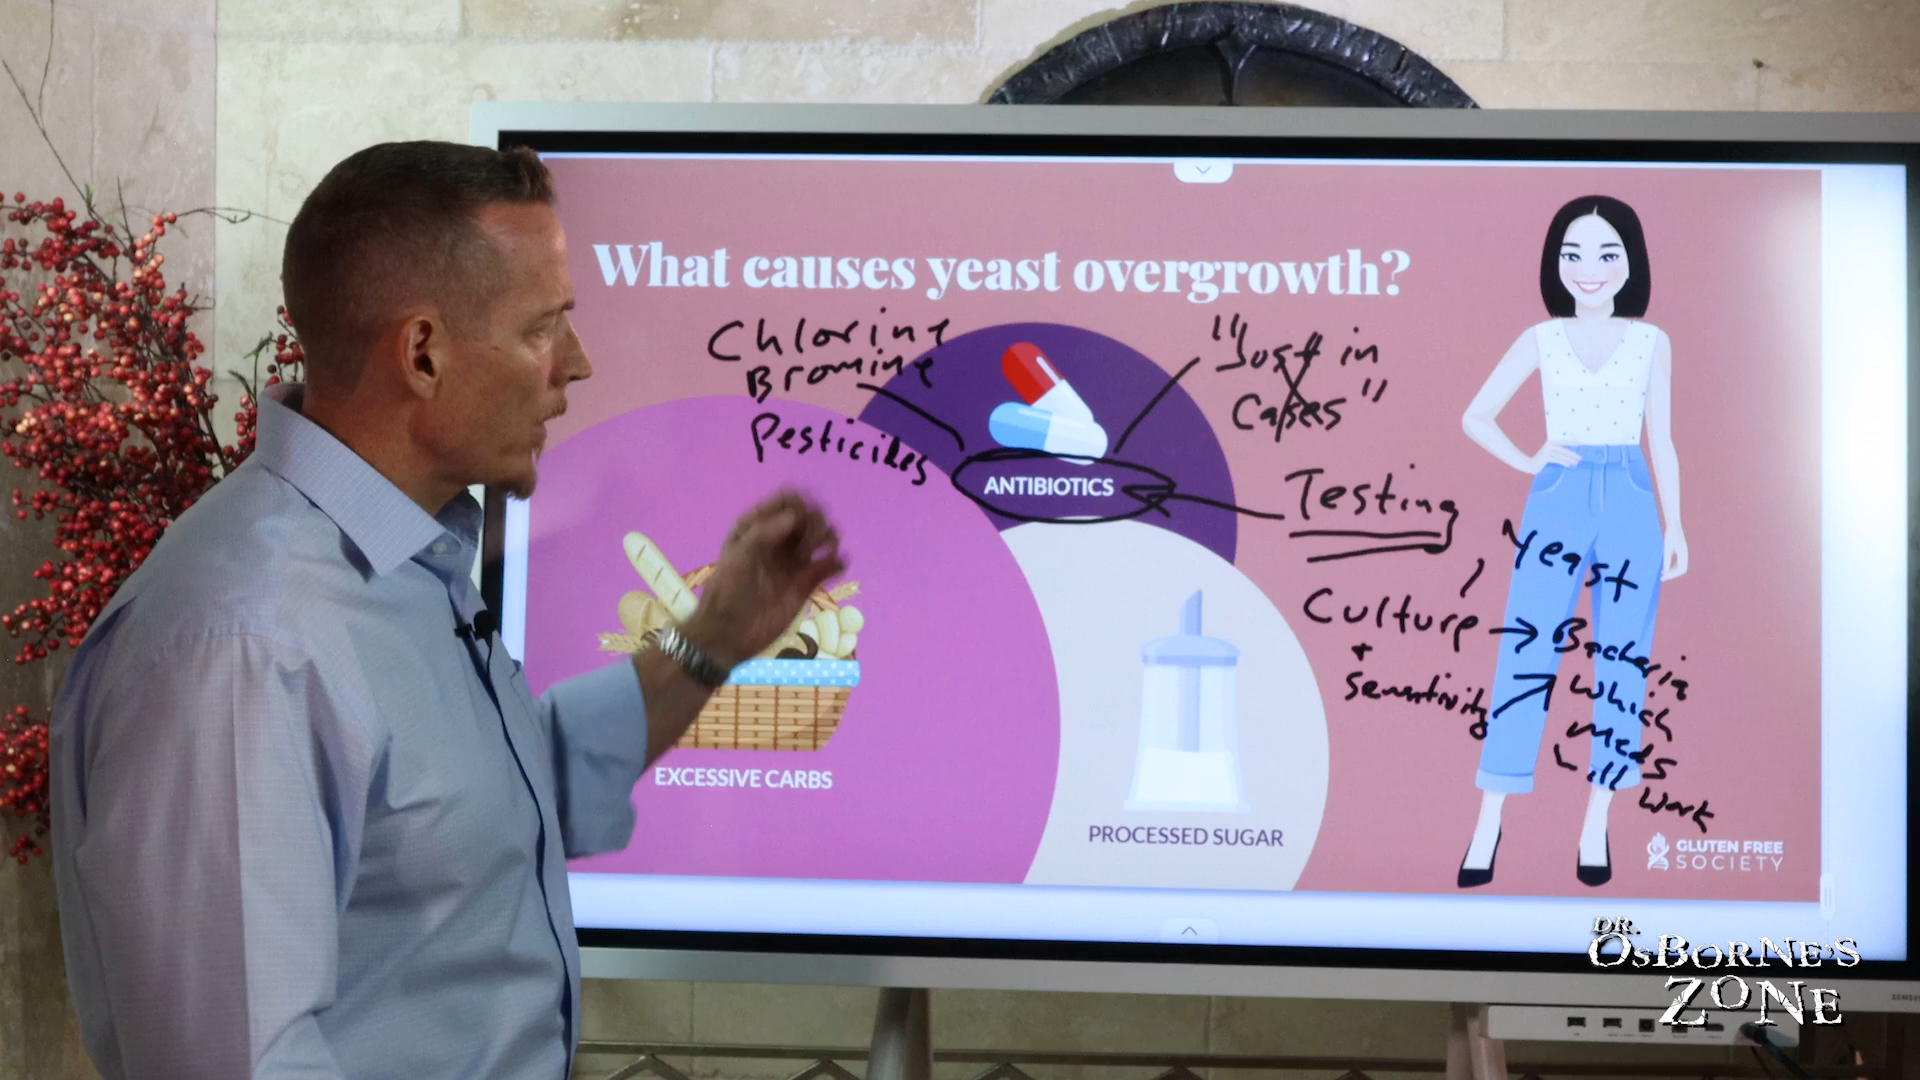 What causes yeast overgrowth?
Chlorine
Bromine
Pesticides
"Just in
Cases"
ANTIBIOTICS
Testing
Yeast
Culture
+
Sensitivity
Bacteria
Which
Meds
Will
Work
EXCESSIVE CARBS
PROCESSED SUGAR
GLUTEN FREE
SOCIETY
DR.
OSBORNE'S
ZONE
SAMSUNG